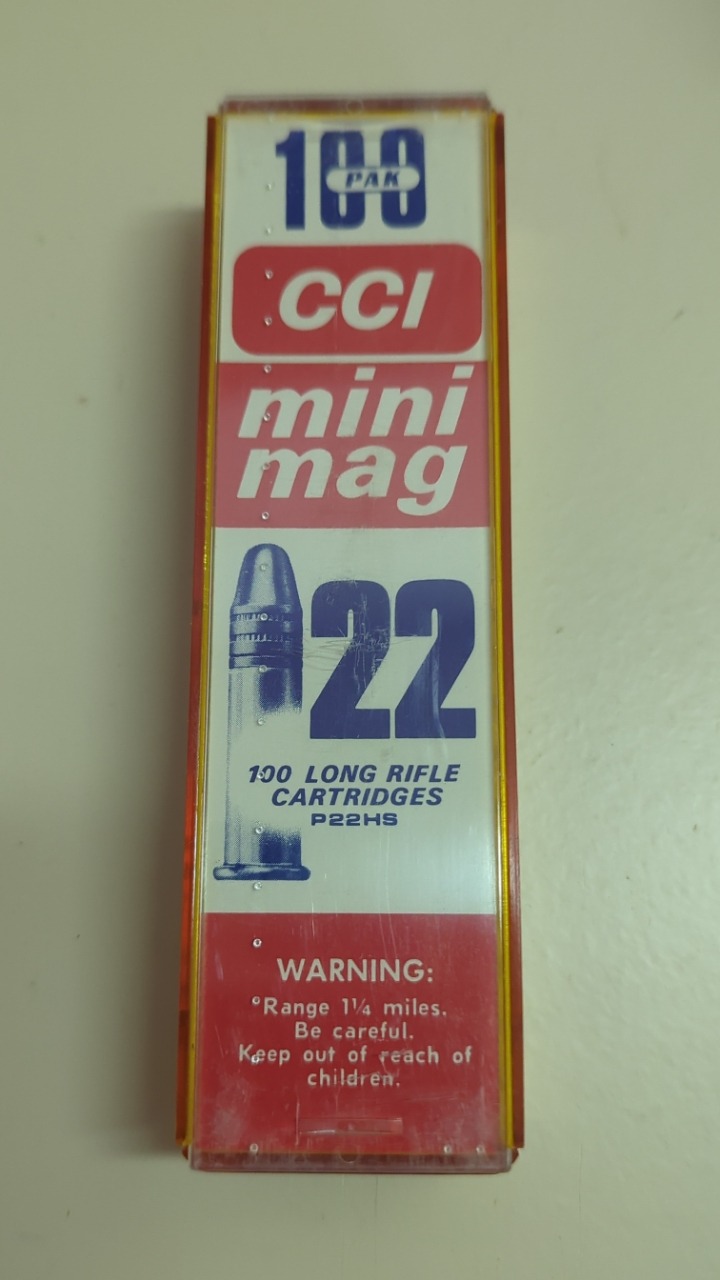 100
PAK
CCI
mini
mag
22
100 LONG RIFLE
CARTRIDGES
P22HS
WARNING:
Range 1¼ miles.
Be careful.
Keep out of reach of
children.